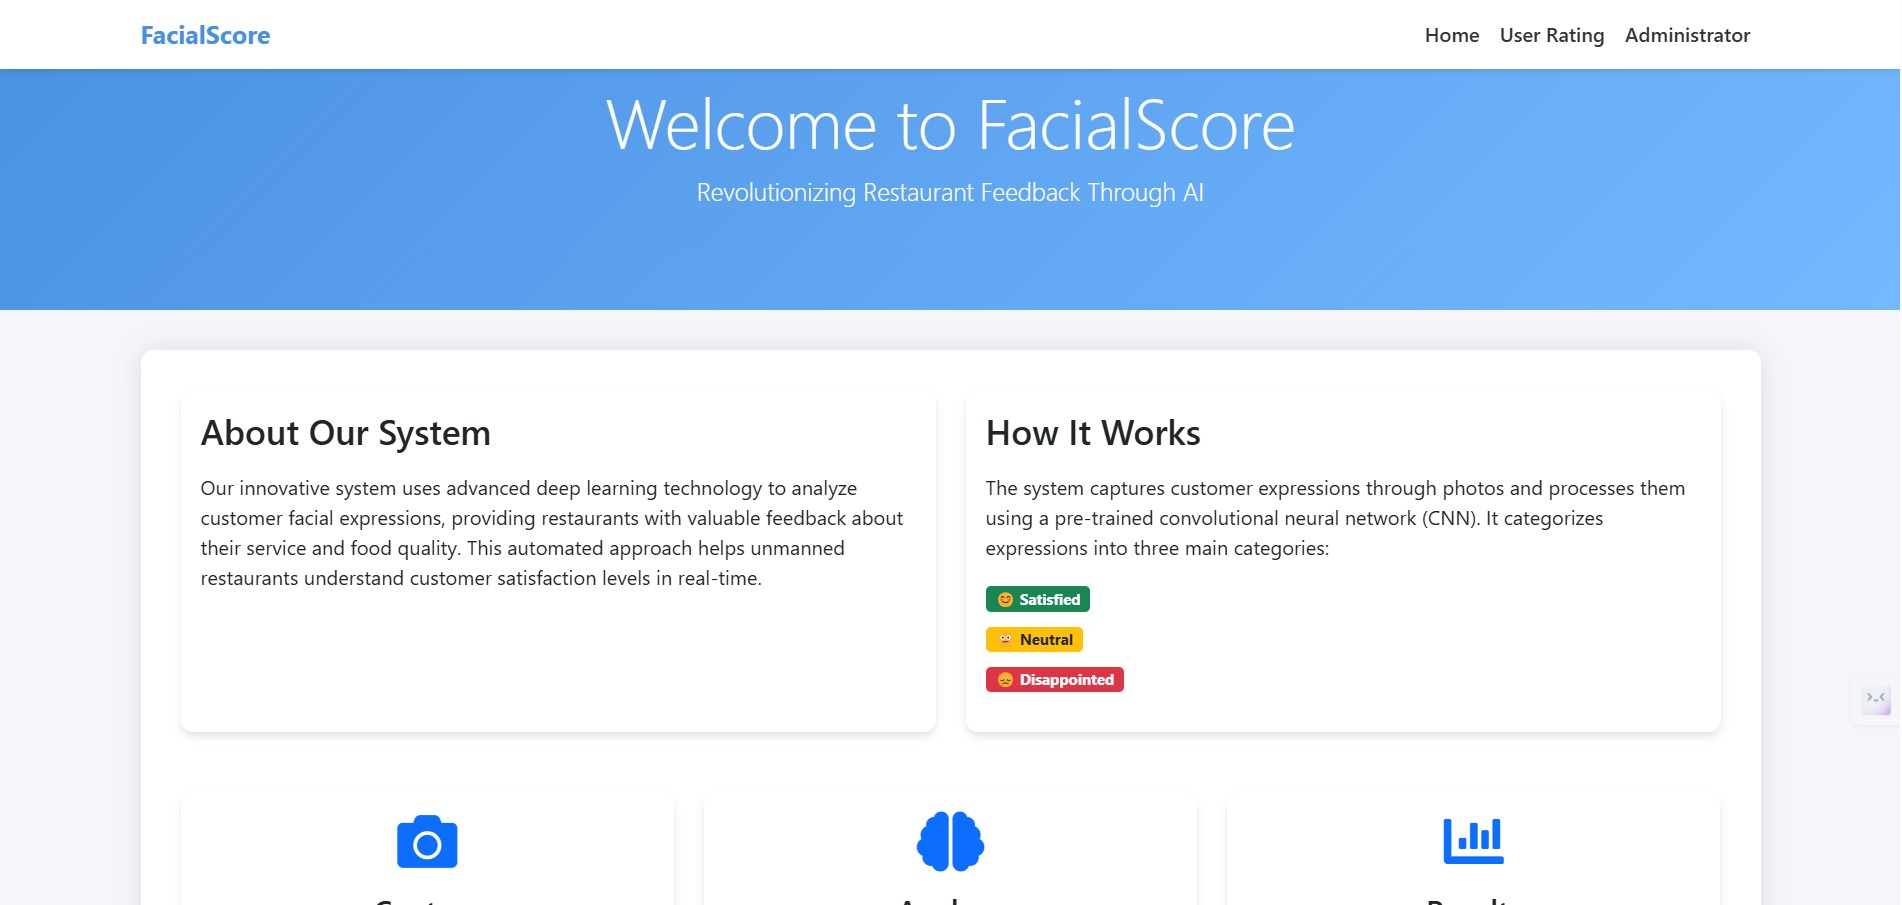 FacialScore
Home
User Rating
Administrator
Welcome to FacialScore
Revolutionizing Restaurant Feedback Through AI
About Our System
Our innovative system uses advanced deep learning technology to analyze
customer facial expressions, providing restaurants with valuable feedback about
their service and food quality. This automated approach helps unmanned
restaurants understand customer satisfaction levels in real-time.
How It Works
The system captures customer expressions through photos and processes them
using a pre-trained convolutional neural network (CNN). It categorizes
expressions into three main categories:
Satisfied
Neutral
Disappointed